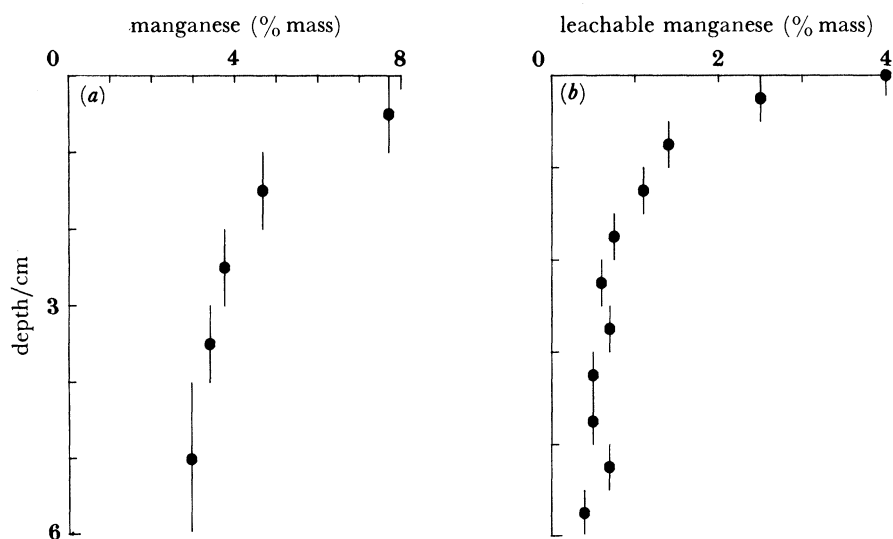 manganese (% mass)
0 4 8
(a)
depth/cm
3
6
leachable manganese (% mass)
0 2 4
(b)